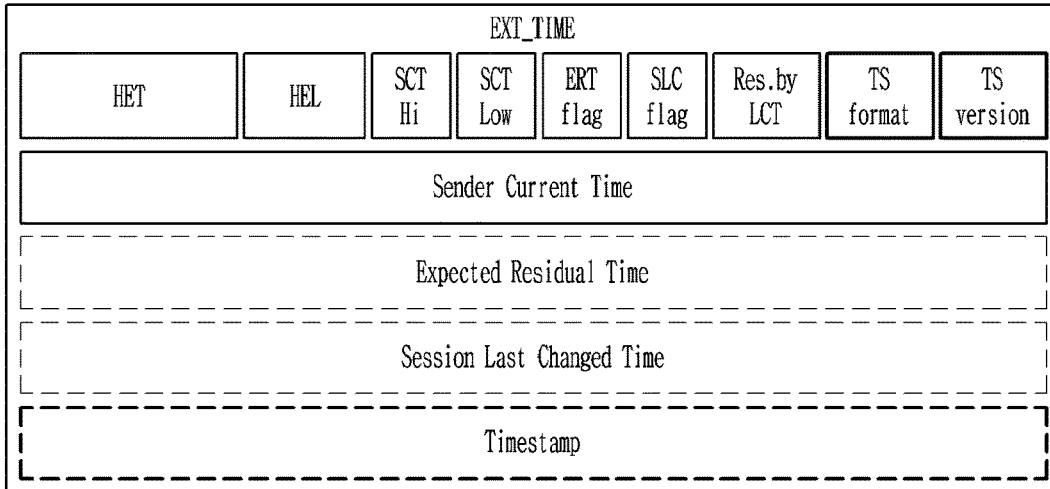 EXT_TIME
HET
HEL
SCT
Hi
SCT
Low
ERT
flag
SLC
flag
Res.by
LCT
TS
format
TS
version
Sender Current Time
Expected Residual Time
Session Last Changed Time
Timestamp